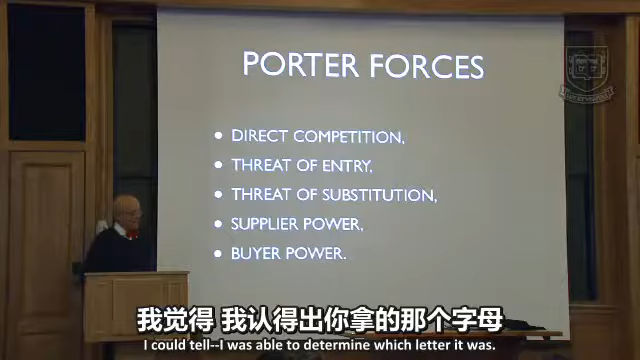 PORTER FORCES
• DIRECT COMPETITION,
• THREAT OF ENTRY,
• THREAT OF SUBSTITUTION,
• SUPPLIER POWER,
• BUYER POWER.
我觉得 我认得出你拿的那个字母
I could tell--I was able to determine which letter it was.